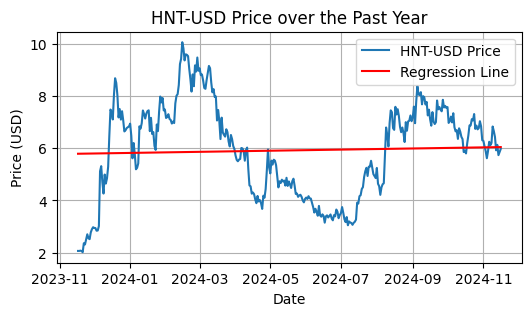 HNT-USD Price over the Past Year
HNT-USD Price
Regression Line
Price (USD)
10
8
6
4
2
2023-11 2024-01 2024-03 2024-05 2024-07 2024-09 2024-11
Date